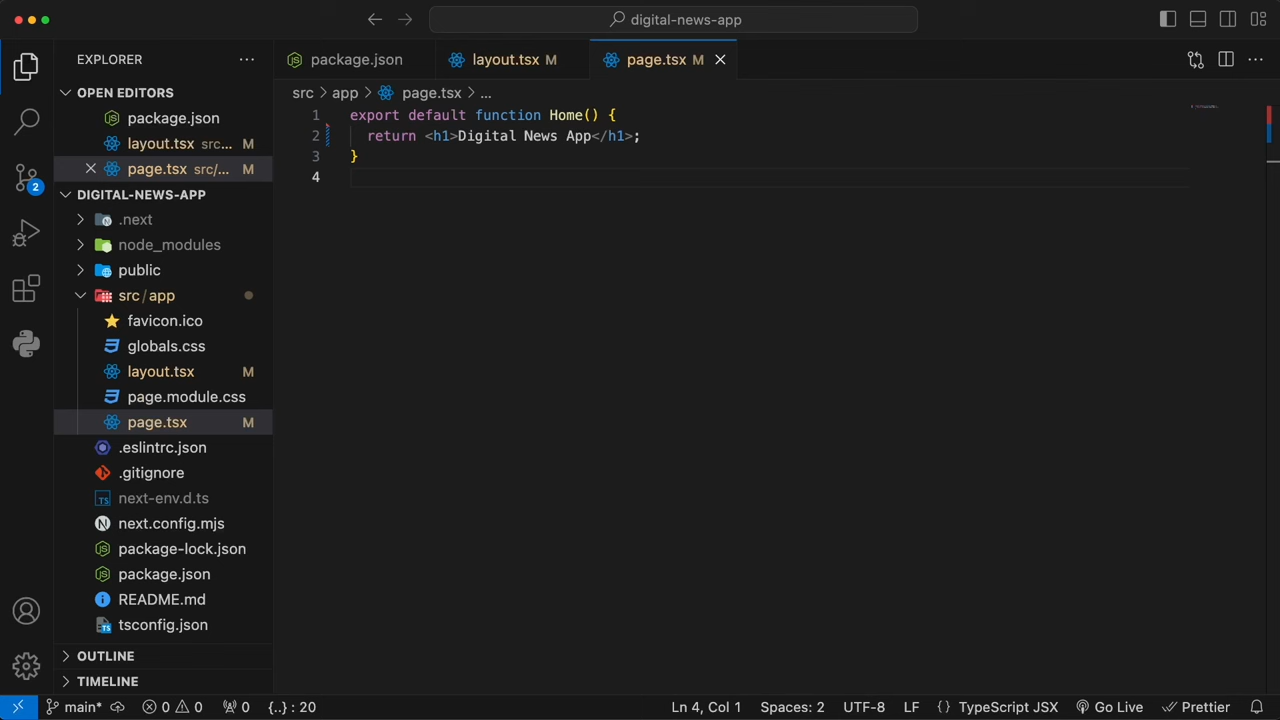 digital-news-app
EXPLORER
package.json
layout.tsx M
page.tsx M
OPEN EDITORS
src > app > page.tsx > ...
package.json
layout.tsx src... M
page.tsx src/... M
1 export default function Home() {
2 return <h1>Digital News App</h1>;
3 }
4
DIGITAL-NEWS-APP
.next
node_modules
public
src/app
favicon.ico
globals.css
layout.tsx M
page.module.css
page.tsx M
.eslintrc.json
.gitignore
next-env.d.ts
next.config.mjs
package-lock.json
package.json
README.md
tsconfig.json
OUTLINE
TIMELINE
2
main* 0 0 0 {..} : 20 Ln 4, Col 1 Spaces: 2 UTF-8 LF {} TypeScript JSX Go Live Prettier